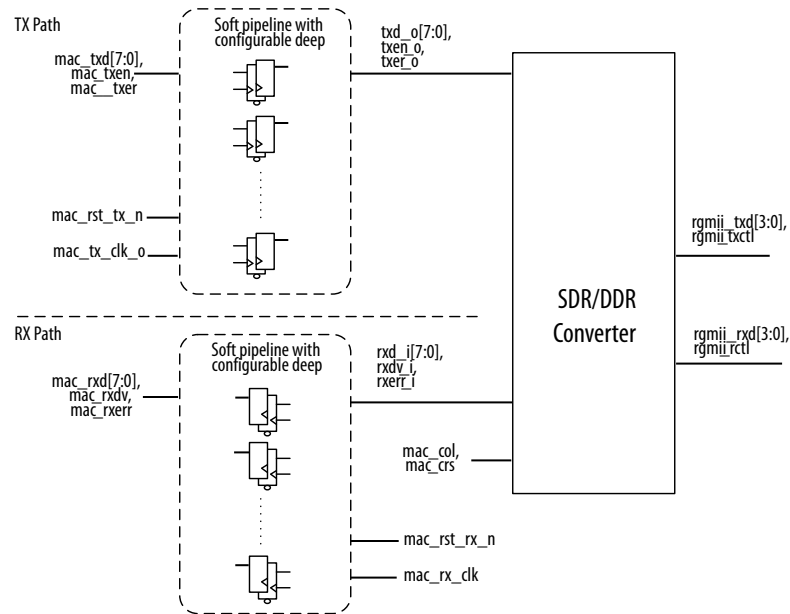 TX Path
Soft pipeline with
configurable deep
mac_txd[7:0],
mac_txen,
mac__txer
txd_o[7:0],
txen_o,
txer_o
mac_rst_tx_n
mac_tx_clk_o
SDR/DDR
Converter
rgmii_txd[3:0],
rgmii_txctl
rgmii_rxd[3:0],
rgmii_rctl
RX Path
Soft pipeline with
configurable deep
mac_rxd[7:0],
mac_rxdv,
mac_rxerr
rxd_i[7:0],
rxdv_i,
rxerr_i
mac_col,
mac_crs
mac_rst_rx_n
mac_rx_clk